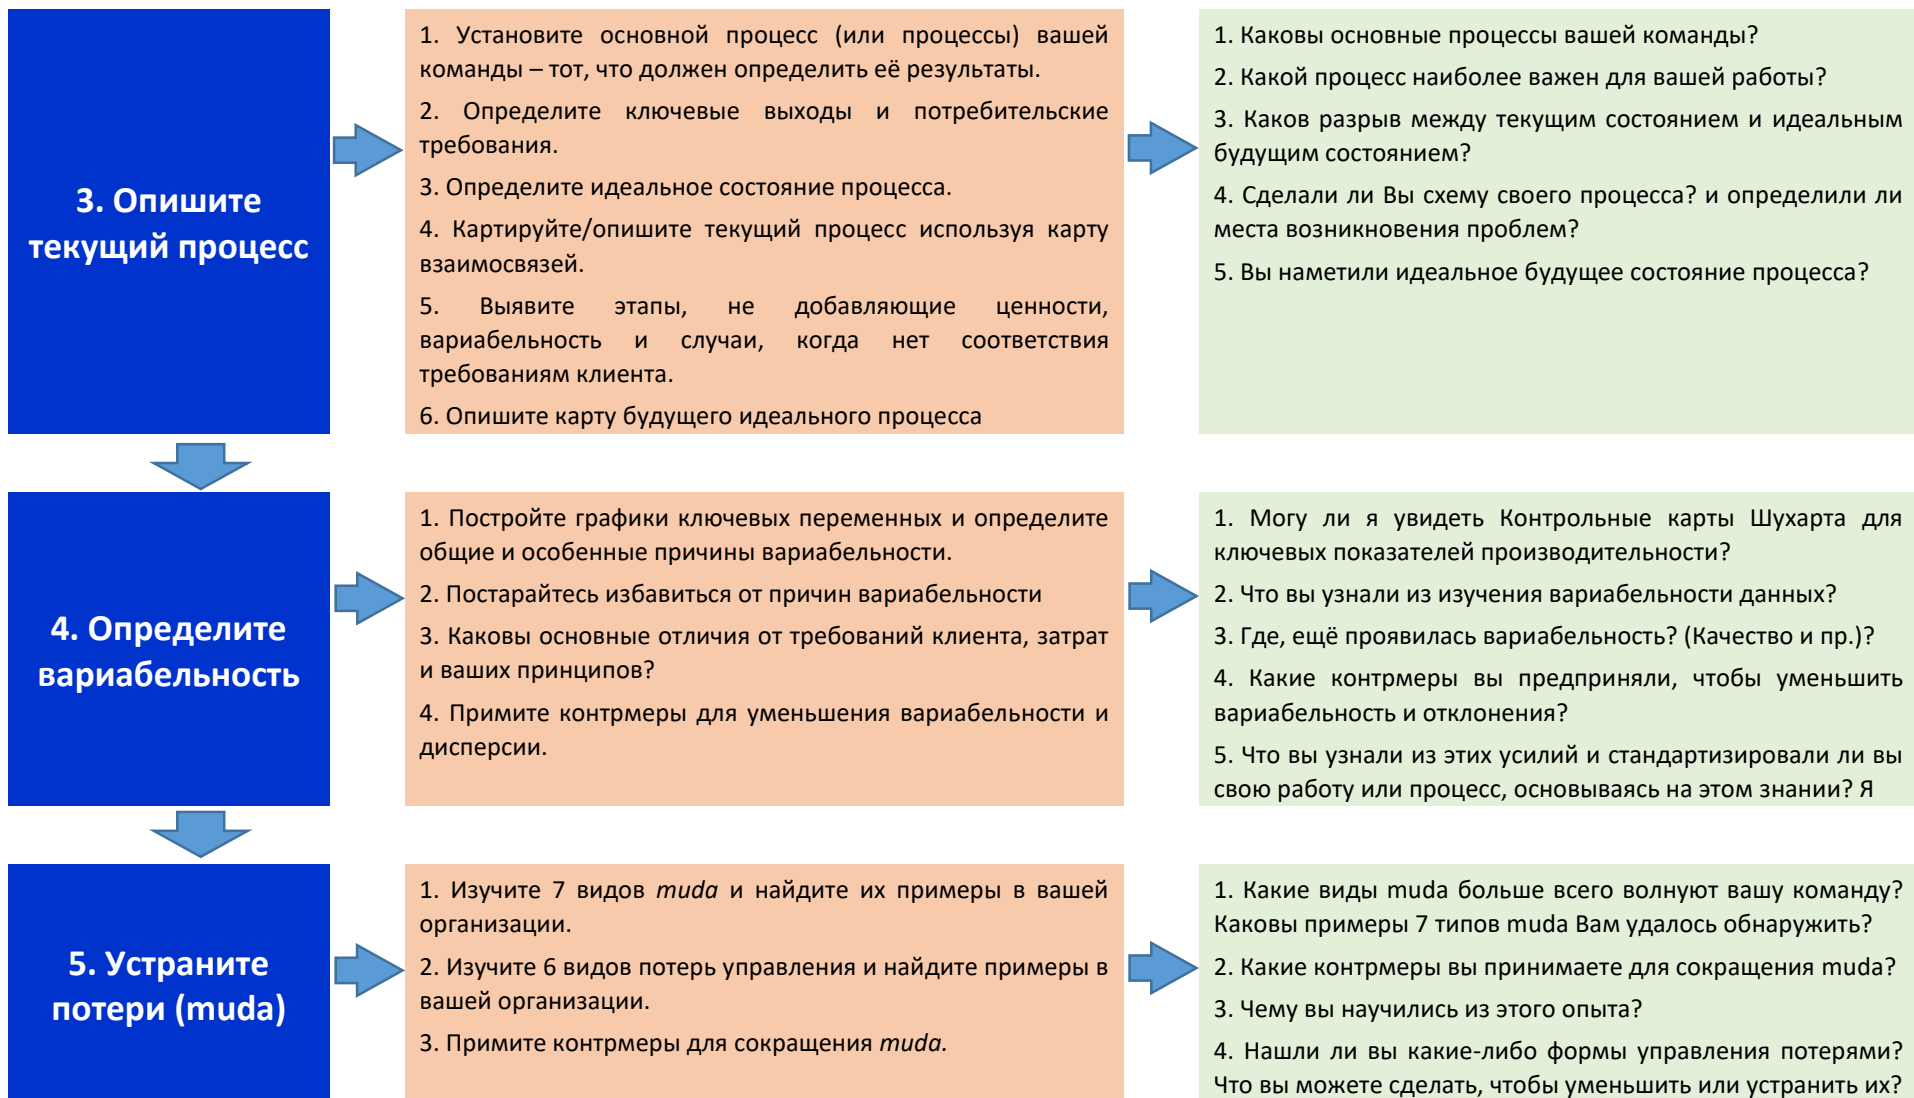 3. Опишите
текущий процесс
1. Установите основной процесс (или процессы) вашей
команды – тот, что должен определить её результаты.
2. Определите ключевые выходы и потребительские
требования.
3. Определите идеальное состояние процесса.
4. Картируйте/опишите текущий процесс используя карту
взаимосвязей.
5. Выявите этапы, не добавляющие ценности,
вариабельность и случаи, когда нет соответствия
требованиям клиента.
6. Опишите карту будущего идеального процесса
1. Каковы основные процессы вашей команды?
2. Какой процесс наиболее важен для вашей работы?
3. Каков разрыв между текущим состоянием и идеальным
будущим состоянием?
4. Сделали ли Вы схему своего процесса? и определили ли
места возникновения проблем?
5. Вы наметили идеальное будущее состояние процесса?
4. Определите
вариабельность
1. Постройте графики ключевых переменных и определите
общие и особенные причины вариабельности.
2. Постарайтесь избавиться от причин вариабельности
3. Каковы основные отличия от требований клиента, затрат
и ваших принципов?
4. Примите контрмеры для уменьшения вариабельности и
дисперсии.
1. Могу ли я увидеть Контрольные карты Шухарта для
ключевых показателей производительности?
2. Что вы узнали из изучения вариабельности данных?
3. Где, ещё проявилась вариабельность? (Качество и пр.)?
4. Какие контрмеры вы предприняли, чтобы уменьшить
вариабельность и отклонения?
5. Что вы узнали из этих усилий и стандартизировали ли вы
свою работу или процесс, основываясь на этом знании? Я
5. Устраните
потери (muda)
1. Изучите 7 видов muda и найдите их примеры в вашей
организации.
2. Изучите 6 видов потерь управления и найдите примеры в
вашей организации.
3. Примите контрмеры для сокращения muda.
1. Какие виды muda больше всего волнуют вашу команду?
Каковы примеры 7 типов muda Вам удалось обнаружить?
2. Какие контрмеры вы принимаете для сокращения muda?
3. Чему вы научились из этого опыта?
4. Нашли ли вы какие-либо формы управления потерями?
Что вы можете сделать, чтобы уменьшить или устранить их?